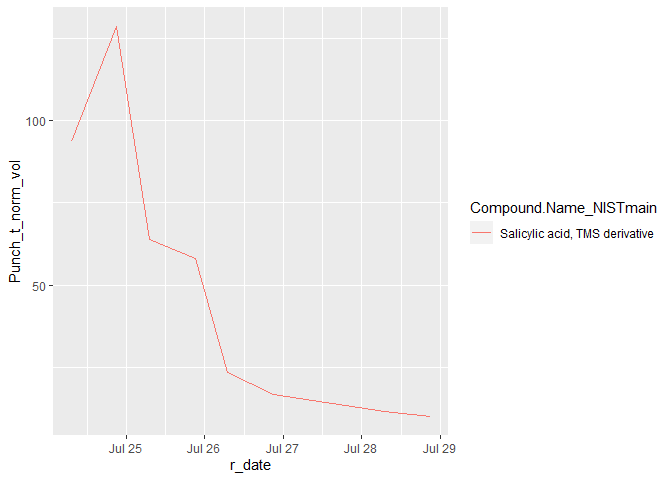 100
50
Punch_t_norm_vol
Jul 25 Jul 26 Jul 27 Jul 28 Jul 29
r_date
Compound.Name_NISTmain
Salicylic acid, TMS derivative